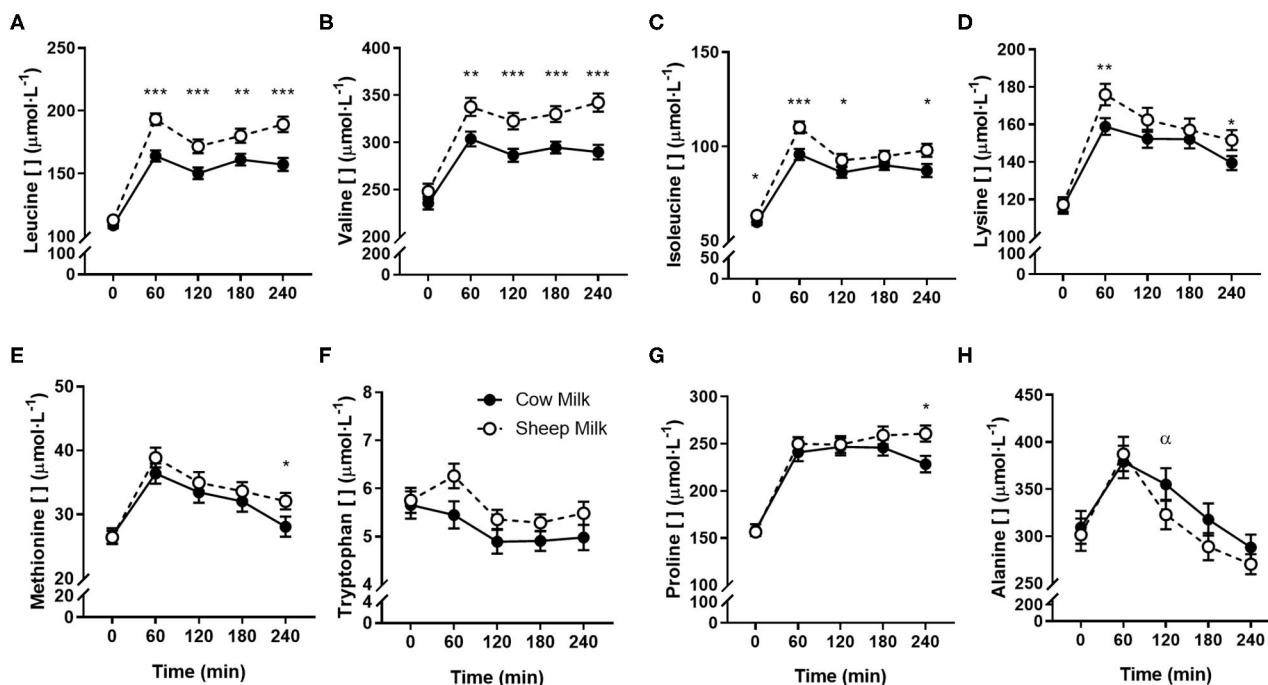 A
Leucine [ ] (μmol·L⁻¹)
250
200
150
100
100
0
*** *** ** ***
0 60 120 180 240
B
Valine [ ] (μmol·L⁻¹)
400
350
300
250
200
200
0
** *** *** ***
0 60 120 180 240
C
Isoleucine [ ] (μmol·L⁻¹)
150
100
50
50
0
* *** * *
0 60 120 180 240
D
Lysine [ ] (μmol·L⁻¹)
200
180
160
140
120
100
100
0
** *
0 60 120 180 240
E
Methionine [ ] (μmol·L⁻¹)
50
40
30
20
20
0
*
0 60 120 180 240
Time (min)
F
Tryptophan [ ] (μmol·L⁻¹)
8
7
6
5
4
4
0
Cow Milk
Sheep Milk
0 60 120 180 240
Time (min)
G
Proline [ ] (μmol·L⁻¹)
300
250
200
150
100
100
0
*
0 60 120 180 240
Time (min)
H
Alanine [ ] (μmol·L⁻¹)
450
400
350
300
250
200
0
α
0 60 120 180 240
Time (min)